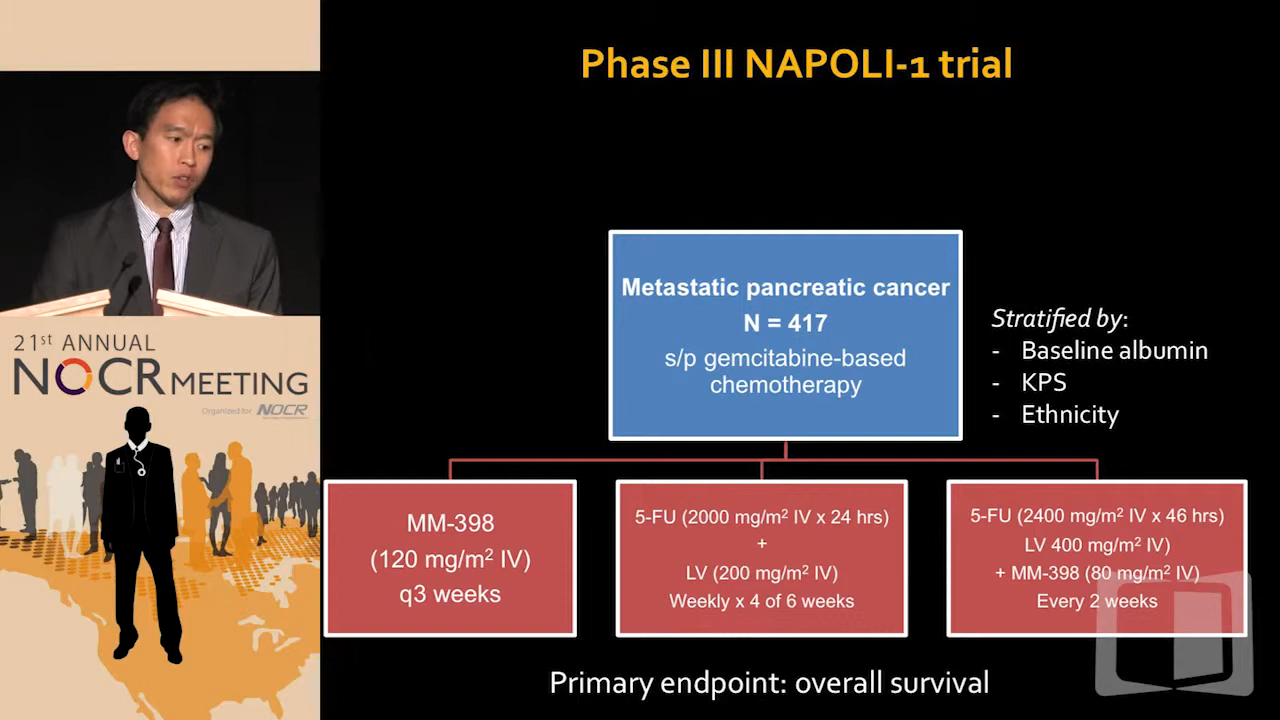 Phase III NAPOLI-1 trial
Metastatic pancreatic cancer
N = 417
s/p gemcitabine-based
chemotherapy
Stratified by:
- Baseline albumin
- KPS
- Ethnicity
MM-398
(120 mg/m² IV)
q3 weeks
5-FU (2000 mg/m² IV x 24 hrs)
+
LV (200 mg/m² IV)
Weekly x 4 of 6 weeks
5-FU (2400 mg/m² IV x 46 hrs)
LV 400 mg/m² IV)
+ MM-398 (80 mg/m² IV)
Every 2 weeks
Primary endpoint: overall survival
21st ANNUAL
NOCR MEETING
Organized for NOCR